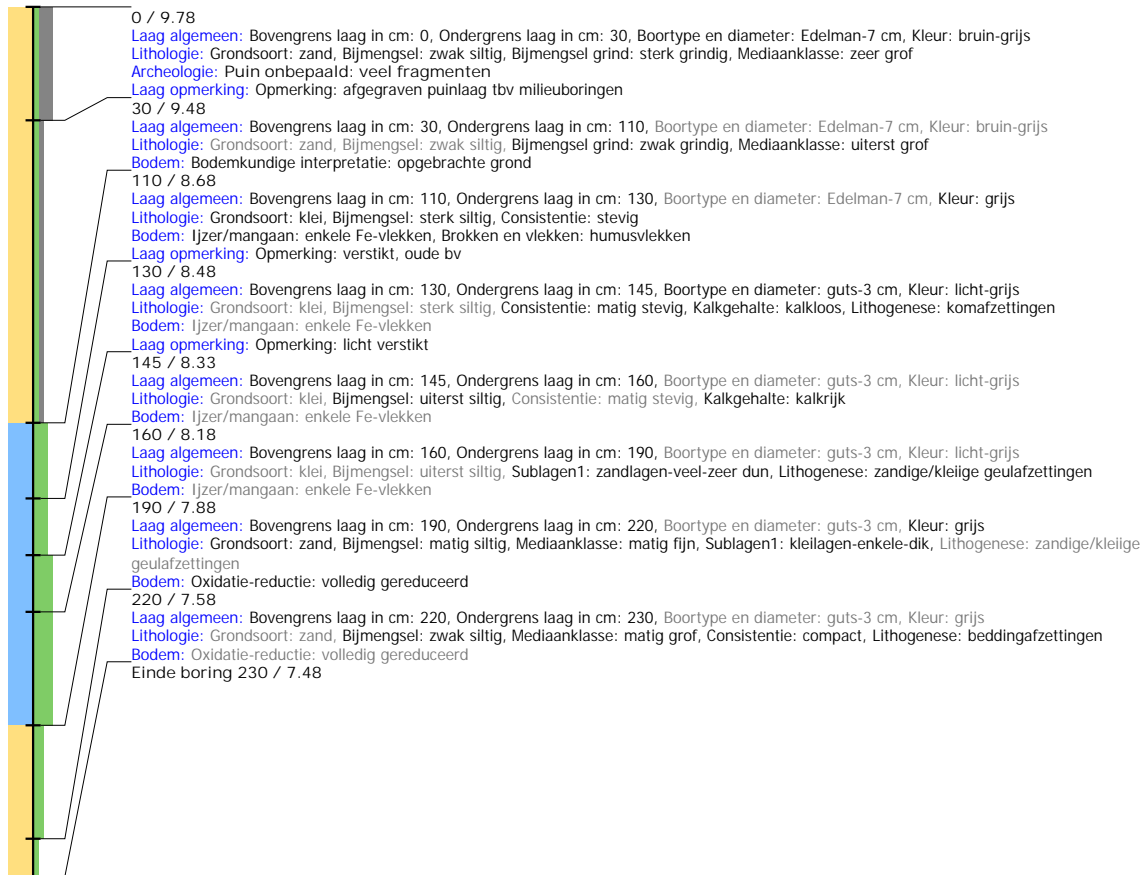 0 / 9.78
Laag algemeen: Bovengrens laag in cm: 0, Ondergrens laag in cm: 30, Boortype en diameter: Edelman-7 cm, Kleur: bruin-grijs
Lithologie: Grondsoort: zand, Bijmengsel: zwak siltig, Bijmengsel grind: sterk grindig, Mediaanklasse: zeer grof
Archeologie: Puin onbepaald: veel fragmenten
Laag opmerking: Opmerking: afgegraven puinlaag tbv milieuboringen
30 / 9.48
Laag algemeen: Bovengrens laag in cm: 30, Ondergrens laag in cm: 110, Boortype en diameter: Edelman-7 cm, Kleur: bruin-grijs
Lithologie: Grondsoort: zand, Bijmengsel: zwak siltig, Bijmengsel grind: zwak grindig, Mediaanklasse: uiterst grof
Bodem: Bodemkundige interpretatie: opgebrachte grond
110 / 8.68
Laag algemeen: Bovengrens laag in cm: 110, Ondergrens laag in cm: 130, Boortype en diameter: Edelman-7 cm, Kleur: grijs
Lithologie: Grondsoort: klei, Bijmengsel: sterk siltig, Consistentie: stevig
Bodem: Ijzer/mangaan: enkele Fe-vlekken, Brokken en vlekken: humusvlekken
Laag opmerking: Opmerking: verstikt, oude bv
130 / 8.48
Laag algemeen: Bovengrens laag in cm: 130, Ondergrens laag in cm: 145, Boortype en diameter: guts-3 cm, Kleur: licht-grijs
Lithologie: Grondsoort: klei, Bijmengsel: sterk siltig, Consistentie: matig stevig, Kalkgehalte: kalkloos, Lithogenese: komafzettingen
Bodem: Ijzer/mangaan: enkele Fe-vlekken
Laag opmerking: Opmerking: licht verstikt
145 / 8.33
Laag algemeen: Bovengrens laag in cm: 145, Ondergrens laag in cm: 160, Boortype en diameter: guts-3 cm, Kleur: licht-grijs
Lithologie: Grondsoort: klei, Bijmengsel: uiterst siltig, Consistentie: matig stevig, Kalkgehalte: kalkrijk
Bodem: Ijzer/mangaan: enkele Fe-vlekken
160 / 8.18
Laag algemeen: Bovengrens laag in cm: 160, Ondergrens laag in cm: 190, Boortype en diameter: guts-3 cm, Kleur: licht-grijs
Lithologie: Grondsoort: klei, Bijmengsel: uiterst siltig, Sublagen1: zandlagen-veel-zeer dun, Lithogenese: zandige/kleiige geulafzettingen
Bodem: Ijzer/mangaan: enkele Fe-vlekken
190 / 7.88
Laag algemeen: Bovengrens laag in cm: 190, Ondergrens laag in cm: 220, Boortype en diameter: guts-3 cm, Kleur: grijs
Lithologie: Grondsoort: zand, Bijmengsel: matig siltig, Mediaanklasse: matig fijn, Sublagen1: kleilagen-enkele-dik, Lithogenese: zandige/kleiige
geulafzettingen
Bodem: Oxidatie-reductie: volledig gereduceerd
220 / 7.58
Laag algemeen: Bovengrens laag in cm: 220, Ondergrens laag in cm: 230, Boortype en diameter: guts-3 cm, Kleur: grijs
Lithologie: Grondsoort: zand, Bijmengsel: zwak siltig, Mediaanklasse: matig grof, Consistentie: compact, Lithogenese: beddingafzettingen
Bodem: Oxidatie-reductie: volledig gereduceerd
Einde boring 230 / 7.48